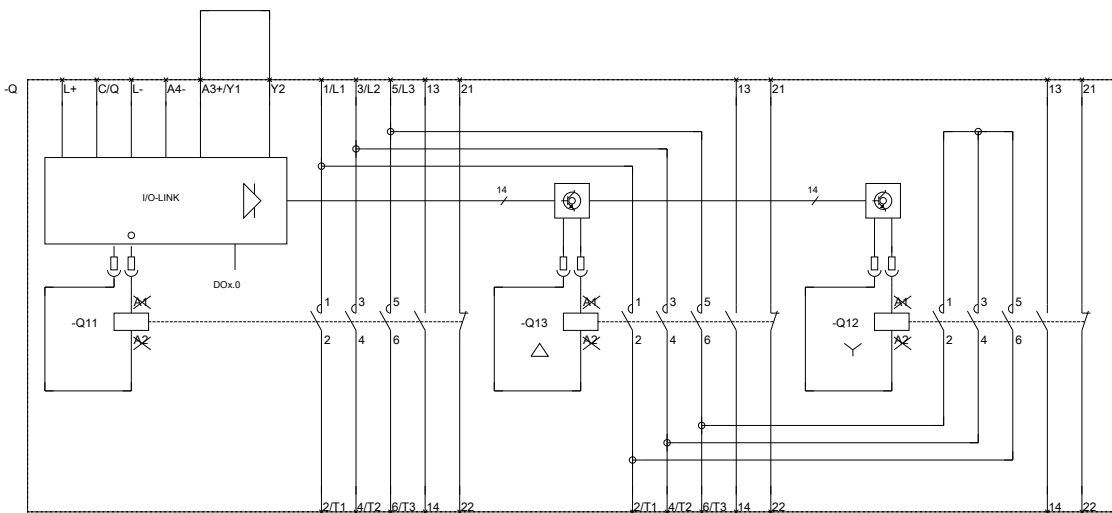 -Q L+ C/Q L- A4- A3+/Y1 Y2 1/L1 3/L2 5/L3 13 21 13 21 13 21
I/O-LINK 14 14
DOx.0
A1 1 3 5 A1 1 3 5 A1 1 3 5
-Q11 -Q13 -Q12
A2 2 4 6 A2 2 4 6 A2 2 4 6
2/T1 4/T2 6/T3 14 22 2/T1 4/T2 6/T3 14 22 14 22